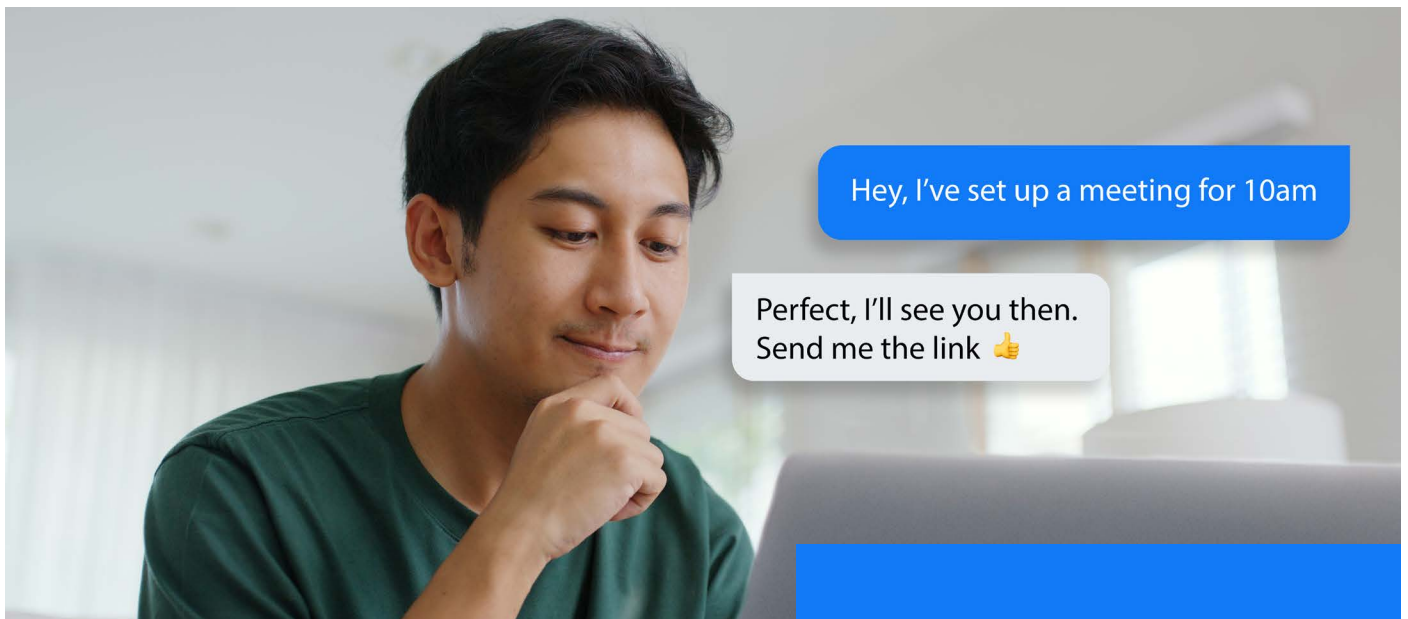 Hey, I’ve set up a meeting for 10am
Perfect, I’ll see you then.
Send me the link 👍